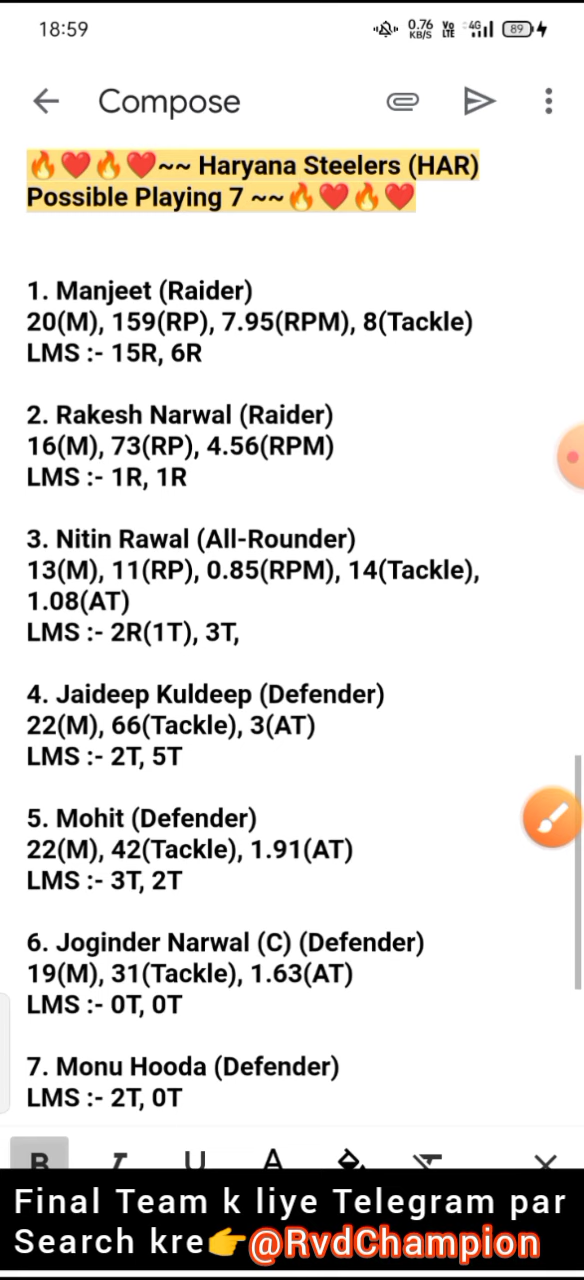 18:59
0.76 KB/S Vo LTE 4G 89
Compose
🔥❤️🔥❤️~~ Haryana Steelers (HAR)
Possible Playing 7 ~~🔥❤️🔥❤️
1. Manjeet (Raider)
20(M), 159(RP), 7.95(RPM), 8(Tackle)
LMS :- 15R, 6R
2. Rakesh Narwal (Raider)
16(M), 73(RP), 4.56(RPM)
LMS :- 1R, 1R
3. Nitin Rawal (All-Rounder)
13(M), 11(RP), 0.85(RPM), 14(Tackle),
1.08(AT)
LMS :- 2R(1T), 3T,
4. Jaideep Kuldeep (Defender)
22(M), 66(Tackle), 3(AT)
LMS :- 2T, 5T
5. Mohit (Defender)
22(M), 42(Tackle), 1.91(AT)
LMS :- 3T, 2T
6. Joginder Narwal (C) (Defender)
19(M), 31(Tackle), 1.63(AT)
LMS :- 0T, 0T
7. Monu Hooda (Defender)
LMS :- 2T, 0T
B I U A
Final Team k liye Telegram par
Search kre👉@RvdChampion